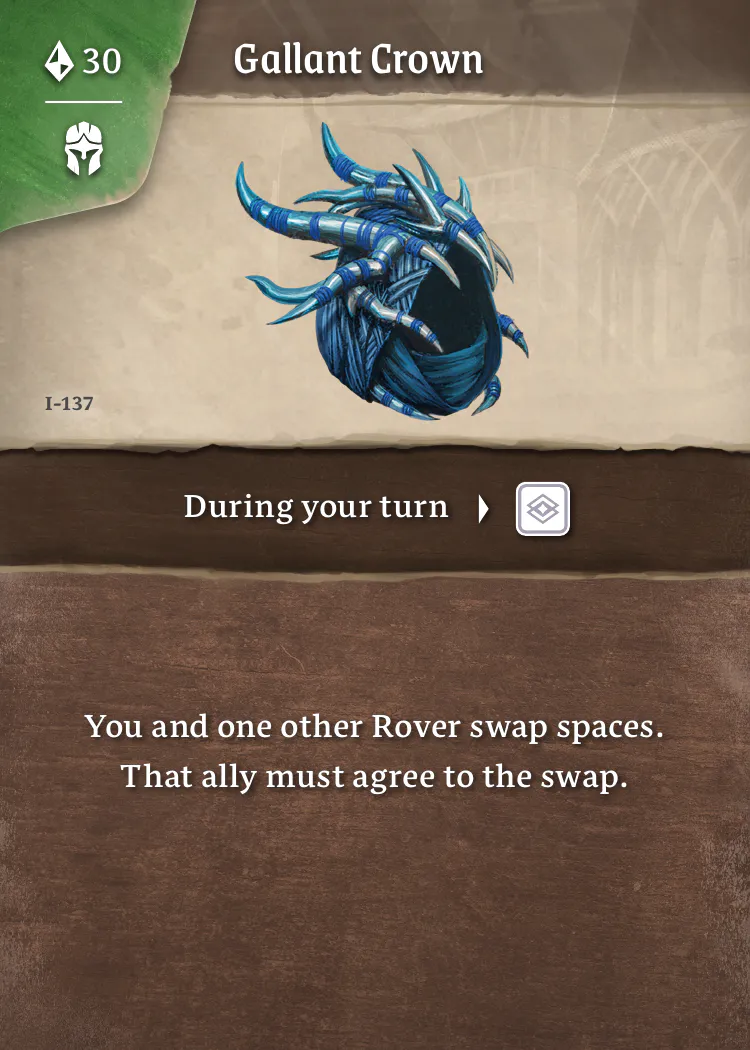 30
Gallant Crown
I-137
During your turn
You and one other Rover swap spaces.
That ally must agree to the swap.